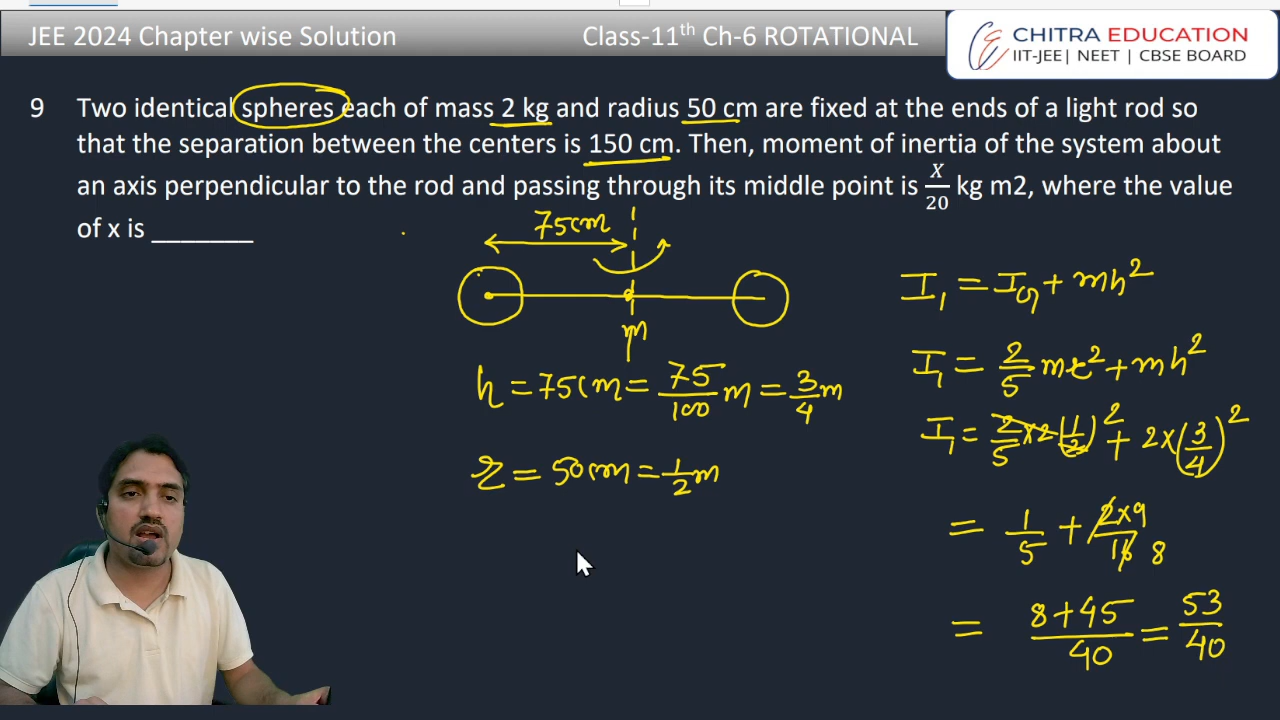 JEE 2024 Chapter wise Solution
Class-11th Ch-6 ROTATIONAL
CHITRA EDUCATION
IIT-JEE| NEET | CBSE BOARD
9 Two identical spheres each of mass 2 kg and radius 50 cm are fixed at the ends of a light rod so
that the separation between the centers is 150 cm. Then, moment of inertia of the system about
an axis perpendicular to the rod and passing through its middle point is X/20 kg m2, where the value
of x is _______
75cm
m
h = 75cm = 75/100 m = 3/4 m
r = 50cm = 1/2 m
I₁ = I_G + mh²
I₁ = 2/5 mr² + mh²
I₁ = 2/5 × 2 (1/2)² + 2×(3/4)²
= 1/5 + 2×9/16 8
= 8+45/40 = 53/40